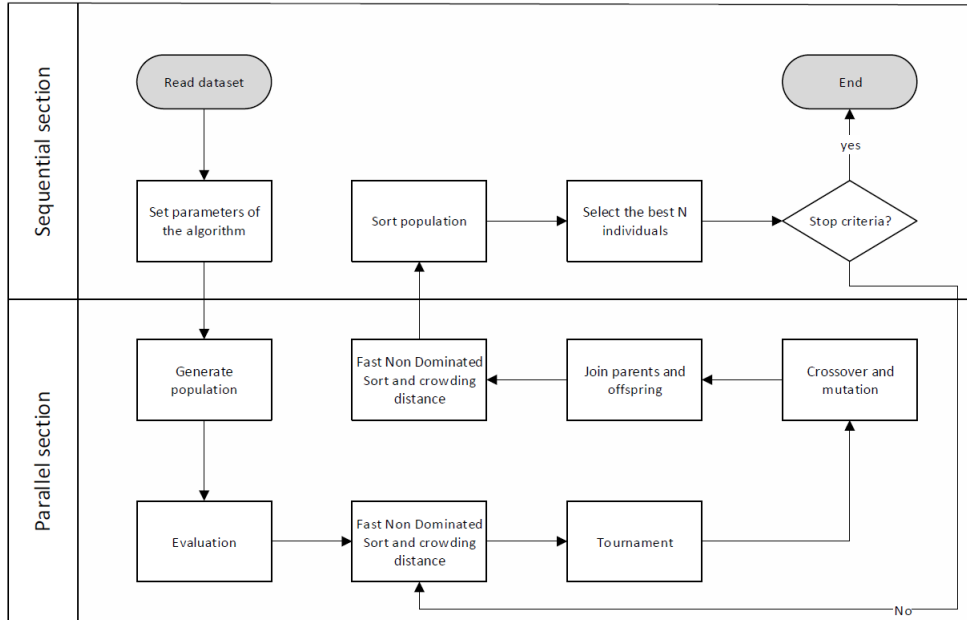 Sequential section
Read dataset
End
yes
Set parameters of
the algorithm
Sort population
Select the best N
individuals
Stop criteria?
Parallel section
Generate
population
Fast Non Dominated
Sort and crowding
distance
Join parents and
offspring
Crossover and
mutation
Evaluation
Fast Non Dominated
Sort and crowding
distance
Tournament
No